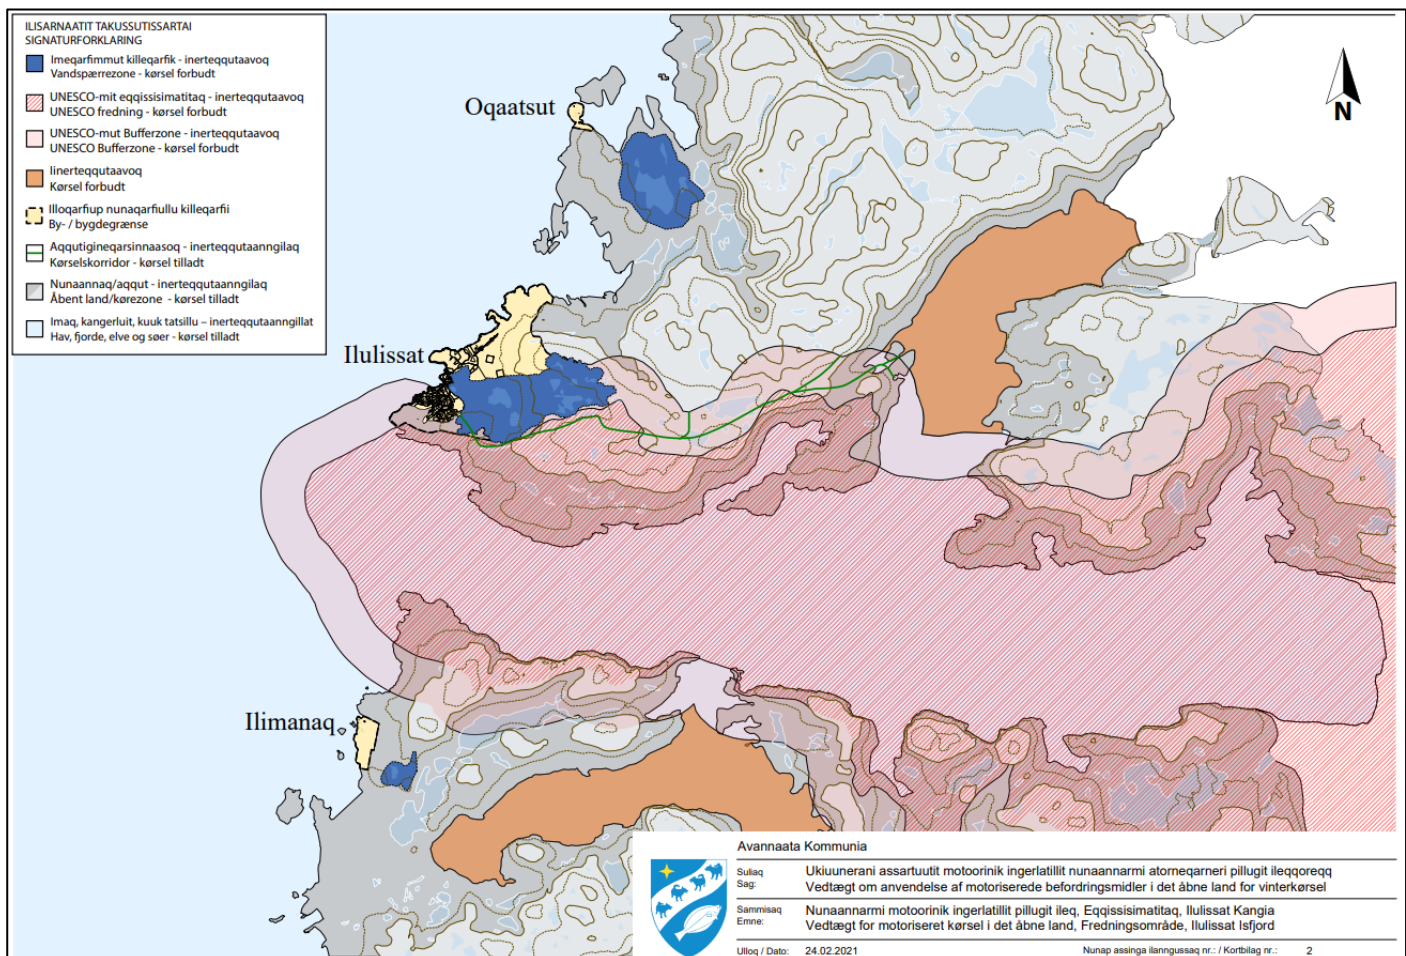 ILISARNAATIT TAKUSSUTISSARTAI
SIGNATURFORKLARING
Imeqarfimmut killeqarfik - inerteqqutaavoq
Vandspærrezone - kørsel forbudt
UNESCO-mit eqqissisimatitaq - inerteqqutaavoq
UNESCO fredning - kørsel forbudt
UNESCO-mut Bufferzone - inerteqqutaavoq
UNESCO Bufferzone - kørsel forbudt
Iinerteqqutaavoq
Kørsel forbudt
Illoqarfiup nunaqarfiullu killeqarfii
By- / bygdegrænse
Aqqutigineqarsinnaasoq - inerteqqutaanngilaq
Kørselskorridor - kørsel tilladt
Nunaannaq/aqqut - inerteqqutaanngilaq
Åbent land/kørezone - kørsel tilladt
Imaq, kangerluit, kuuk tatsillu – inerteqqutaanngillat
Hav, fjorde, elve og søer - kørsel tilladt
N
Oqaatsut
Ilulissat
Ilimanaq
Avannaata Kommunia
Suliaq
Sag:
Ukiuunerani assartuutit motoorinik ingerlatillit nunaannarmi atorneqarneri pillugit ileqqoreqq
Vedtægt om anvendelse af motoriserede befordringsmidler i det åbne land for vinterkørsel
Sammisaq
Emne:
Nunaannarmi motoorinik ingerlatillit pillugit ileq, Eqqissisimatitaq, Ilulissat Kangia
Vedtægt for motoriseret kørsel i det åbne land, Fredningsområde, Ilulissat Isfjord
Ulloq / Dato: 24.02.2021
Nunap assinga ilanngussaq nr.: / Kortbilag nr.: 2